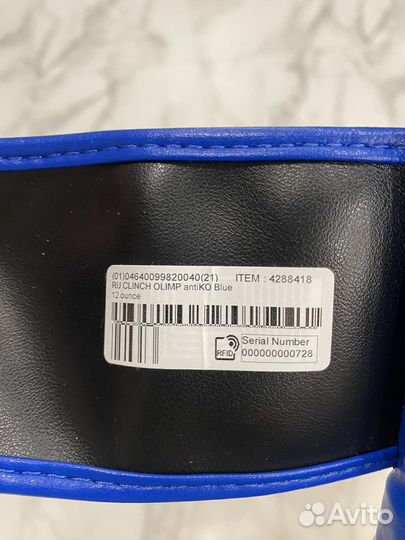 (01)04640099820040(21) ITEM : 4288418
RU CLINCH OLIMP antiKO Blue
12 ounce
RFID
Serial Number
000000000728
Avito